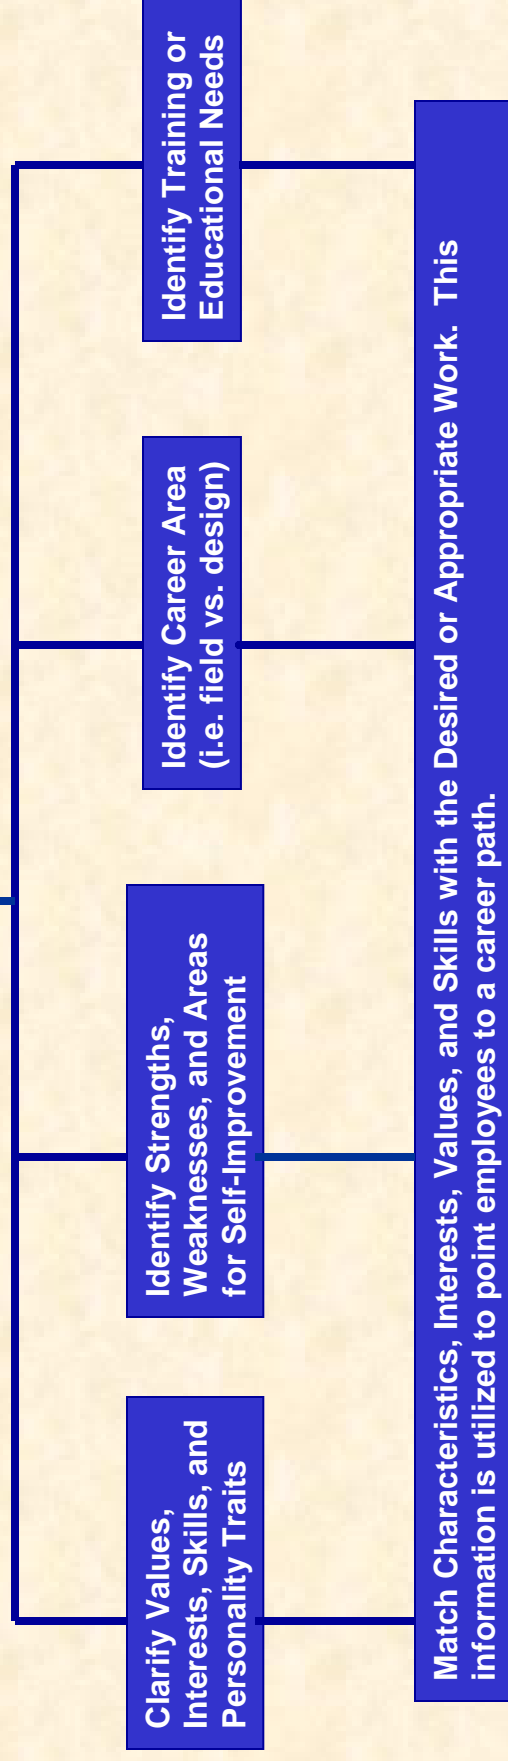 Clarify Values,
Interests, Skills, and
Personality Traits
Identify Strengths,
Weaknesses, and Areas
for Self-Improvement
Identify Career Area
(i.e. field vs. design)
Identify Training or
Educational Needs
Match Characteristics, Interests, Values, and Skills with the Desired or Appropriate Work.  This
information is utilized to point employees to a career path.